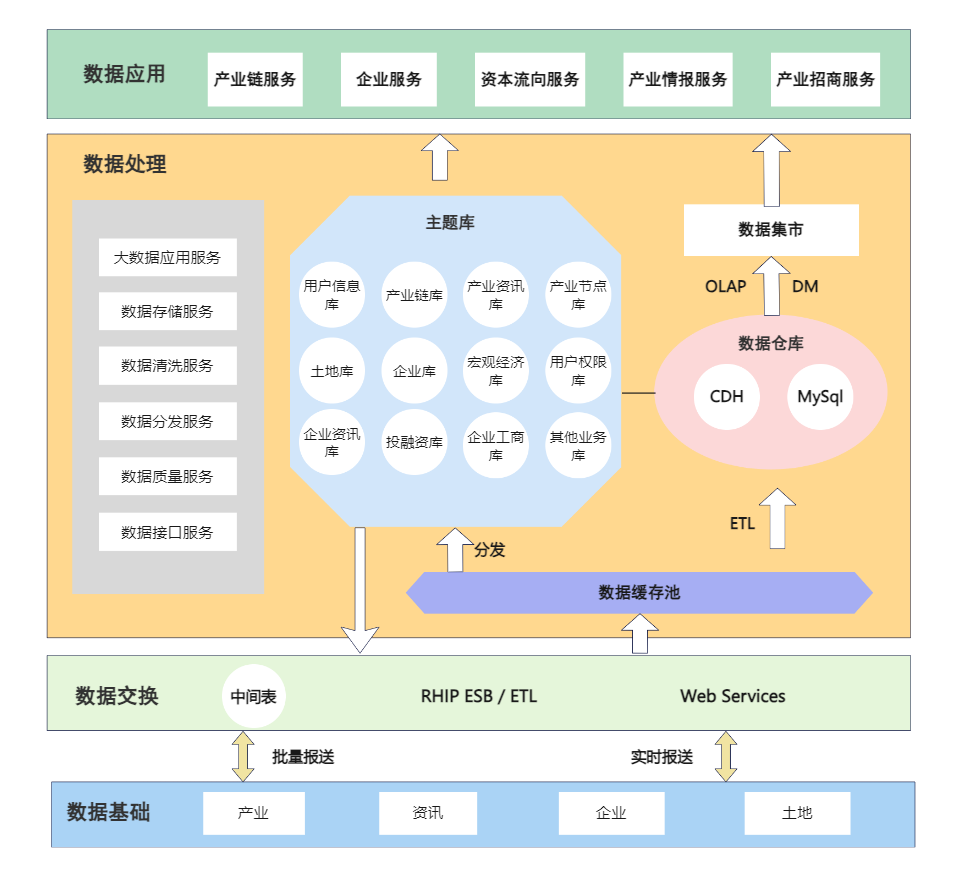 数据应用
产业链服务
企业服务
资本流向服务
产业情报服务
产业招商服务
数据处理
大数据应用服务
数据存储服务
数据清洗服务
数据分发服务
数据质量服务
数据接口服务
主题库
用户信息
库
产业链库
产业资讯
库
产业节点
库
土地库
企业库
宏观经济
库
用户权限
库
企业资讯
库
投融资库
企业工商
库
其他业务
库
数据集市
OLAP
DM
数据仓库
CDH
MySql
ETL
分发
数据缓存池
数据交换
中间表
RHIP ESB / ETL
Web Services
批量报送
实时报送
数据基础
产业
资讯
企业
土地